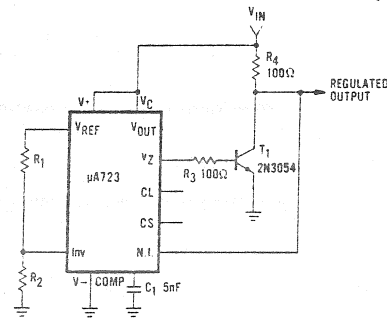 VIN
R4
100Ω
REGULATED
OUTPUT
V+
VC
VREF
VOUT
R1
VZ
R3 100Ω
T1
2N3054
µA723
CL
CS
Inv
N.I.
R2
V- COMP
C1 5nF